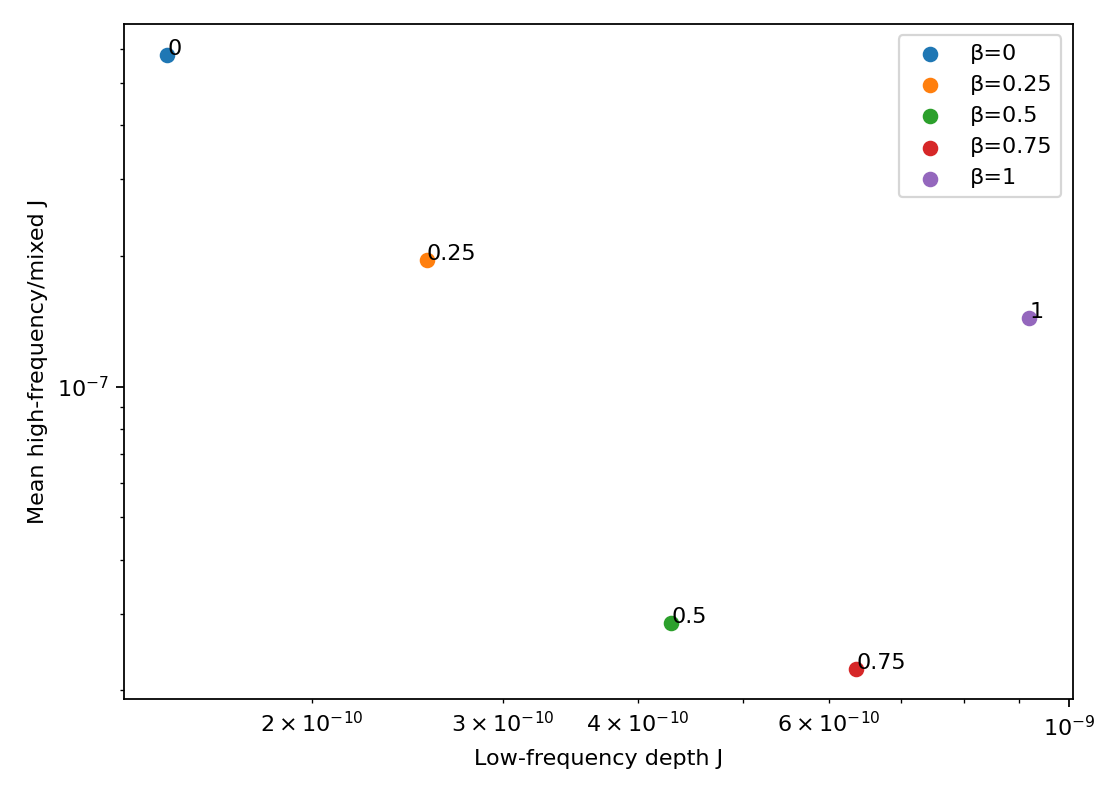 0
β=0
β=0.25
β=0.5
β=0.75
β=1
0.25
1
0.5
0.75
Mean high-frequency/mixed J
10⁻⁷
2 × 10⁻¹⁰
3 × 10⁻¹⁰
4 × 10⁻¹⁰
6 × 10⁻¹⁰
10⁻⁹
Low-frequency depth J